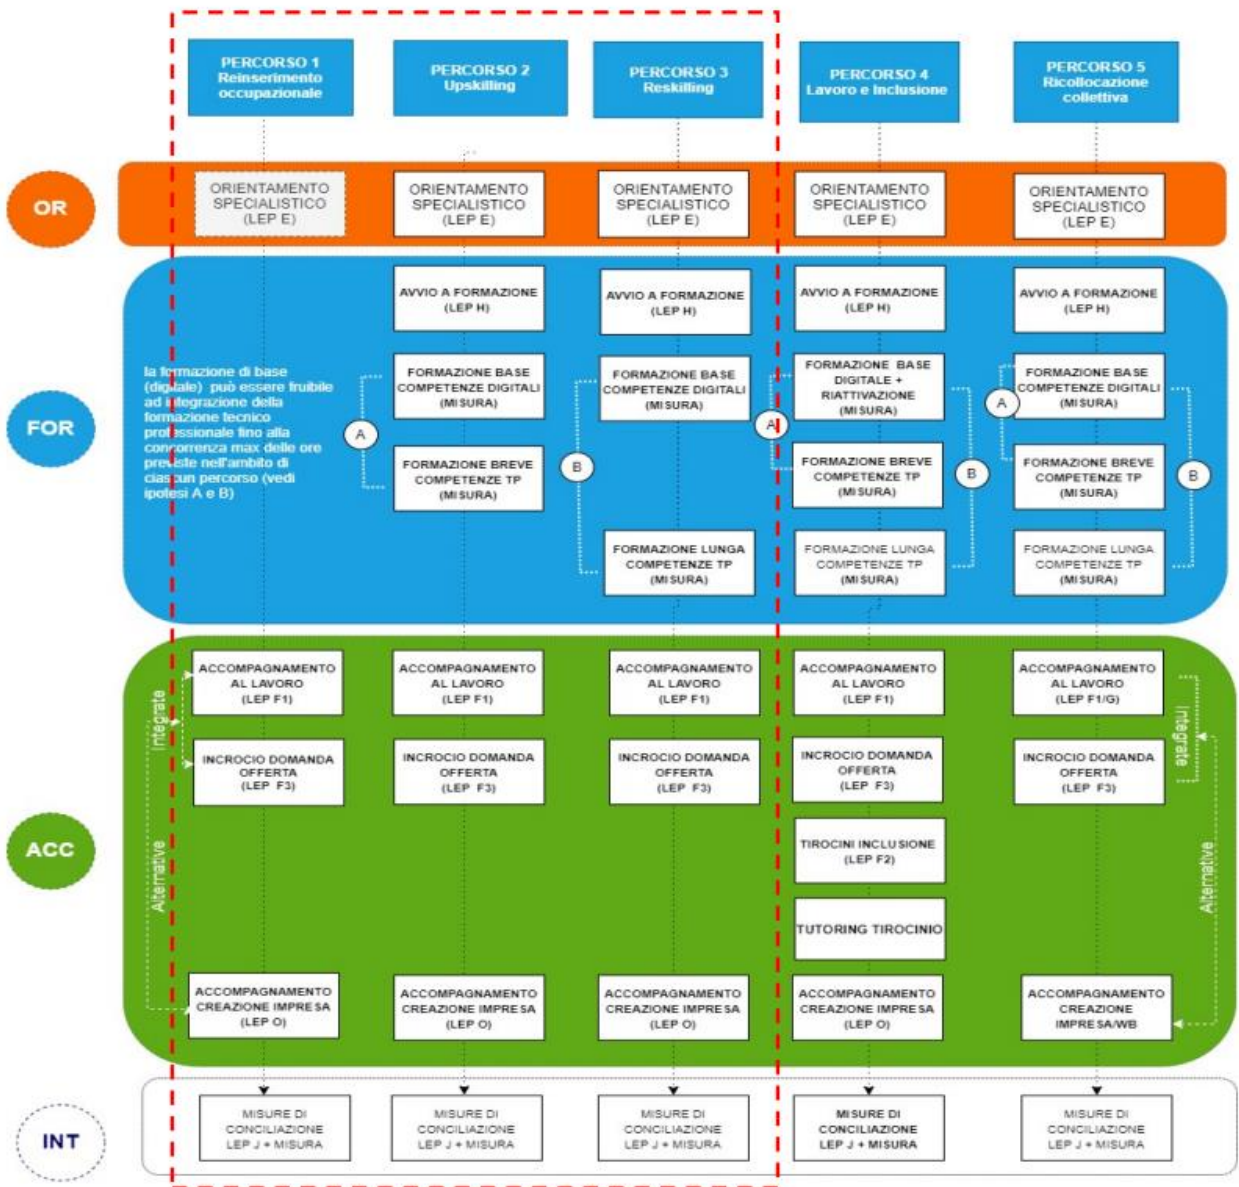 PERCORSO 1
Reinserimento
occupazionale
PERCORSO 2
Upskilling
PERCORSO 3
Reskilling
PERCORSO 4
Lavoro e Inclusione
PERCORSO 5
Ricollocazione
collettiva
OR
ORIENTAMENTO
SPECIALISTICO
(LEP E)
ORIENTAMENTO
SPECIALISTICO
(LEP E)
ORIENTAMENTO
SPECIALISTICO
(LEP E)
ORIENTAMENTO
SPECIALISTICO
(LEP E)
ORIENTAMENTO
SPECIALISTICO
(LEP E)
FOR
la formazione di base
(digitale) può essere fruibile
ad integrazione della
formazione tecnico
professionale fino alla
concorrenza max delle ore
previste nell'ambito di
ciascun percorso (vedi
ipotesi A e B)
AVVIO A FORMAZIONE
(LEP H)
AVVIO A FORMAZIONE
(LEP H)
AVVIO A FORMAZIONE
(LEP H)
AVVIO A FORMAZIONE
(LEP H)
FORMAZIONE BASE
COMPETENZE DIGITALI
(MISURA)
FORMAZIONE BASE
COMPETENZE DIGITALI
(MISURA)
FORMAZIONE BASE
DIGITALE +
RIATTIVAZIONE
(MISURA)
FORMAZIONE BASE
COMPETENZE DIGITALI
(MISURA)
A
B
A
B
A
B
FORMAZIONE BREVE
COMPETENZE TP
(MISURA)
FORMAZIONE BREVE
COMPETENZE TP
(MISURA)
FORMAZIONE BREVE
COMPETENZE TP
(MISURA)
FORMAZIONE LUNGA
COMPETENZE TP
(MISURA)
FORMAZIONE LUNGA
COMPETENZE TP
(MISURA)
FORMAZIONE LUNGA
COMPETENZE TP
(MISURA)
ACC
Integrate
Alternative
ACCOMPAGNAMENTO
AL LAVORO
(LEP F1)
ACCOMPAGNAMENTO
AL LAVORO
(LEP F1)
ACCOMPAGNAMENTO
AL LAVORO
(LEP F1)
ACCOMPAGNAMENTO
AL LAVORO
(LEP F1)
ACCOMPAGNAMENTO
AL LAVORO
(LEP F1/G)
Integrate
Alternative
INCROCIO DOMANDA
OFFERTA
(LEP F3)
INCROCIO DOMANDA
OFFERTA
(LEP F3)
INCROCIO DOMANDA
OFFERTA
(LEP F3)
INCROCIO DOMANDA
OFFERTA
(LEP F3)
INCROCIO DOMANDA
OFFERTA
(LEP F3)
TIROCINI INCLUSIONE
(LEP F2)
TUTORING TIROCINIO
ACCOMPAGNAMENTO
CREAZIONE IMPRESA
(LEP O)
ACCOMPAGNAMENTO
CREAZIONE IMPRESA
(LEP O)
ACCOMPAGNAMENTO
CREAZIONE IMPRESA
(LEP O)
ACCOMPAGNAMENTO
CREAZIONE IMPRESA
(LEP O)
ACCOMPAGNAMENTO
CREAZIONE
IMPRESA/WB
INT
MISURE DI
CONCILIAZIONE
LEP J + MISURA
MISURE DI
CONCILIAZIONE
LEP J + MISURA
MISURE DI
CONCILIAZIONE
LEP J + MISURA
MISURE DI
CONCILIAZIONE
LEP J + MISURA
MISURE DI
CONCILIAZIONE
LEP J + MISURA